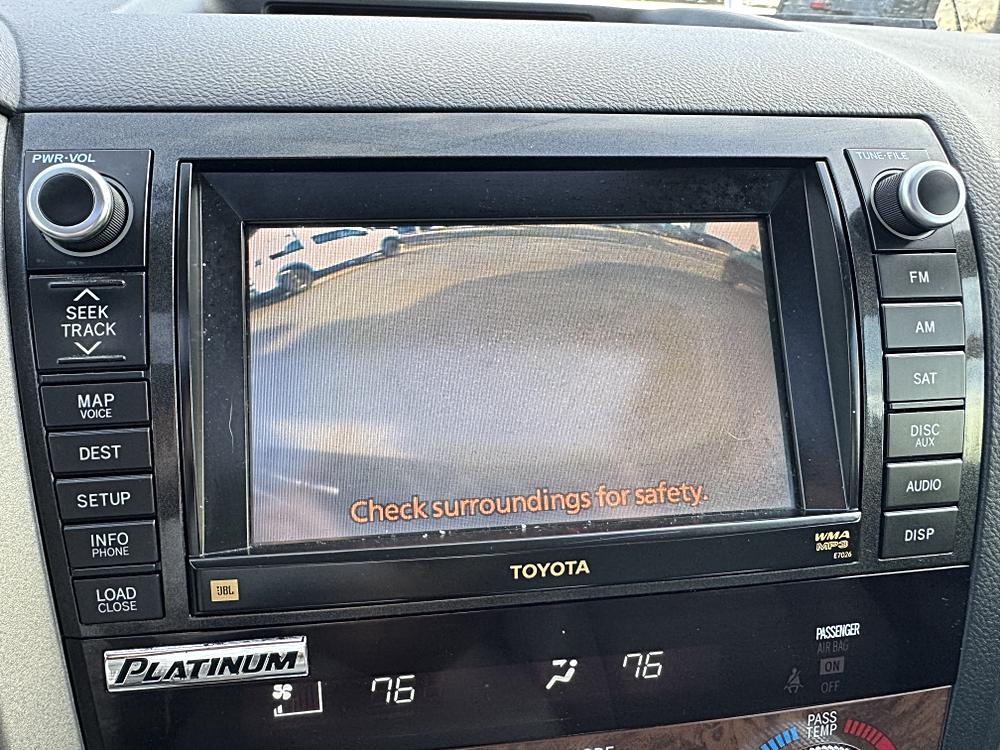 PWR·VOL
TUNE·FILE
SEEK
TRACK
MAP
VOICE
DEST
SETUP
INFO
PHONE
LOAD
CLOSE
FM
AM
SAT
DISC
AUX
AUDIO
DISP
Check surroundings for safety.
WMA
MP3
E7026
JBL
TOYOTA
PLATINUM
76
76
PASSENGER
AIR BAG
ON
OFF
PASS
TEMP